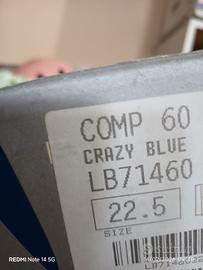 COMP 60
CRAZY BLUE
LB71460
22.5
SIZE
REDMI NOTE 14 5G